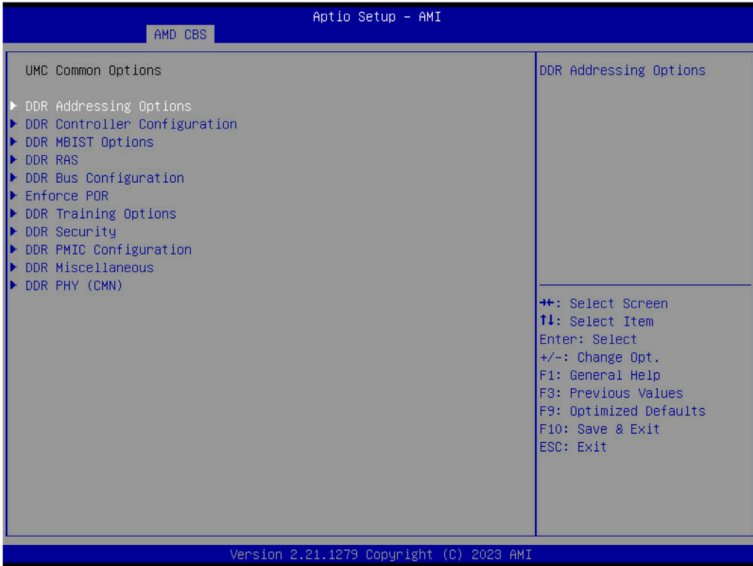 Aptio Setup - AMI
AMD CBS
UMC Common Options
DDR Addressing Options
DDR Controller Configuration
DDR MBIST Options
DDR RAS
DDR Bus Configuration
Enforce POR
DDR Training Options
DDR Security
DDR PMIC Configuration
DDR Miscellaneous
DDR PHY (CMN)
DDR Addressing Options
→←: Select Screen
↑↓: Select Item
Enter: Select
+/-: Change Opt.
F1: General Help
F3: Previous Values
F9: Optimized Defaults
F10: Save & Exit
ESC: Exit
Version 2.21.1279 Copyright (C) 2023 AMI